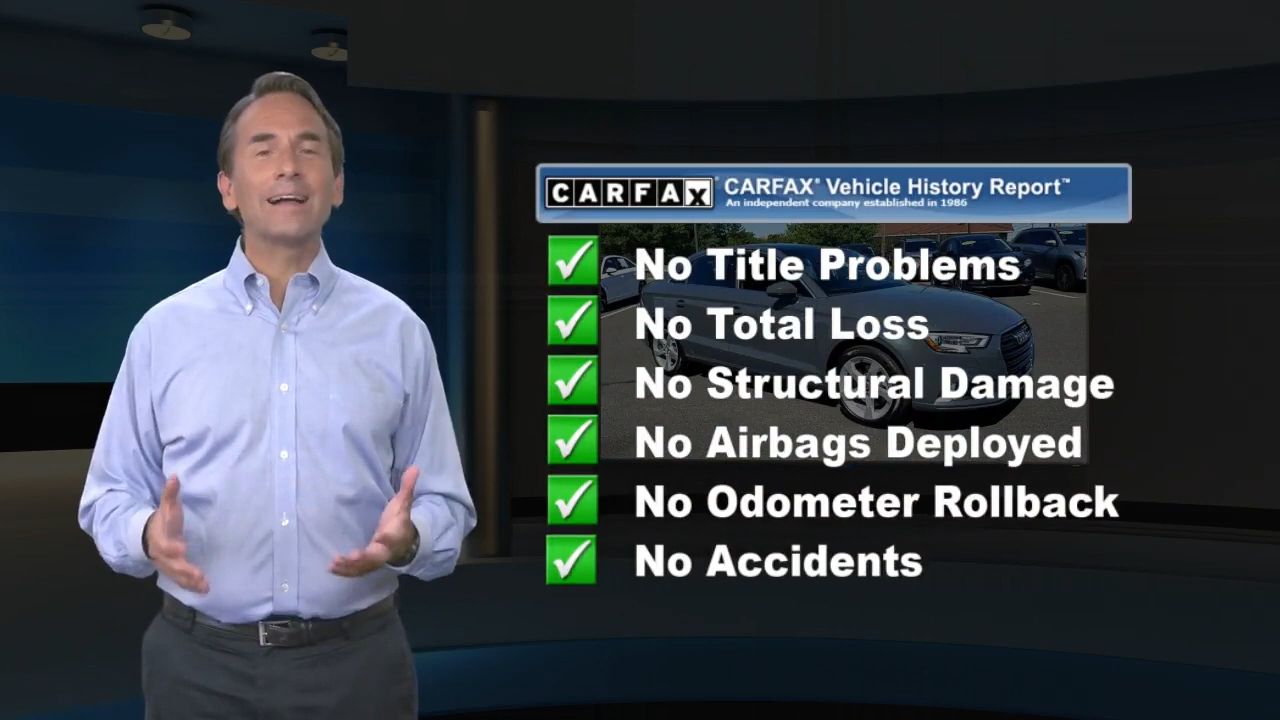 CARFAX® CARFAX® Vehicle History Report™
An independent company established in 1986
No Title Problems
No Total Loss
No Structural Damage
No Airbags Deployed
No Odometer Rollback
No Accidents